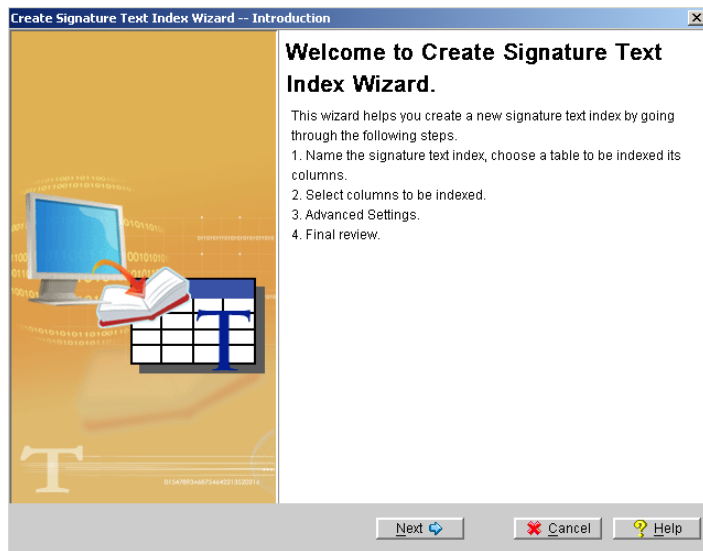 Create Signature Text Index Wizard -- Introduction
Welcome to Create Signature Text
Index Wizard.
This wizard helps you create a new signature text index by going
through the following steps.
1. Name the signature text index, choose a table to be indexed its
columns.
2. Select columns to be indexed.
3. Advanced Settings.
4. Final review.
T
T
Next
Cancel
Help